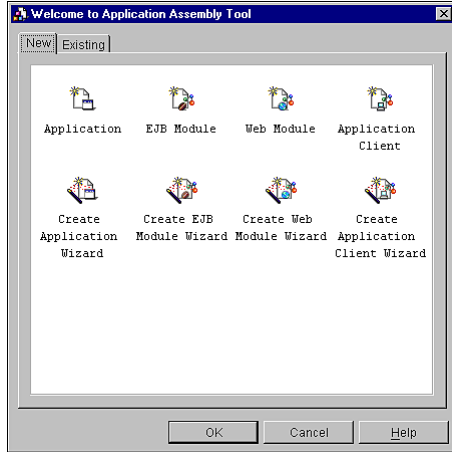 Welcome to Application Assembly Tool
New Existing
Application EJB Module Web Module Application
Client
Create Create EJB Create Web Create
Application Module Wizard Module Wizard Application
Wizard Client Wizard
OK Cancel Help